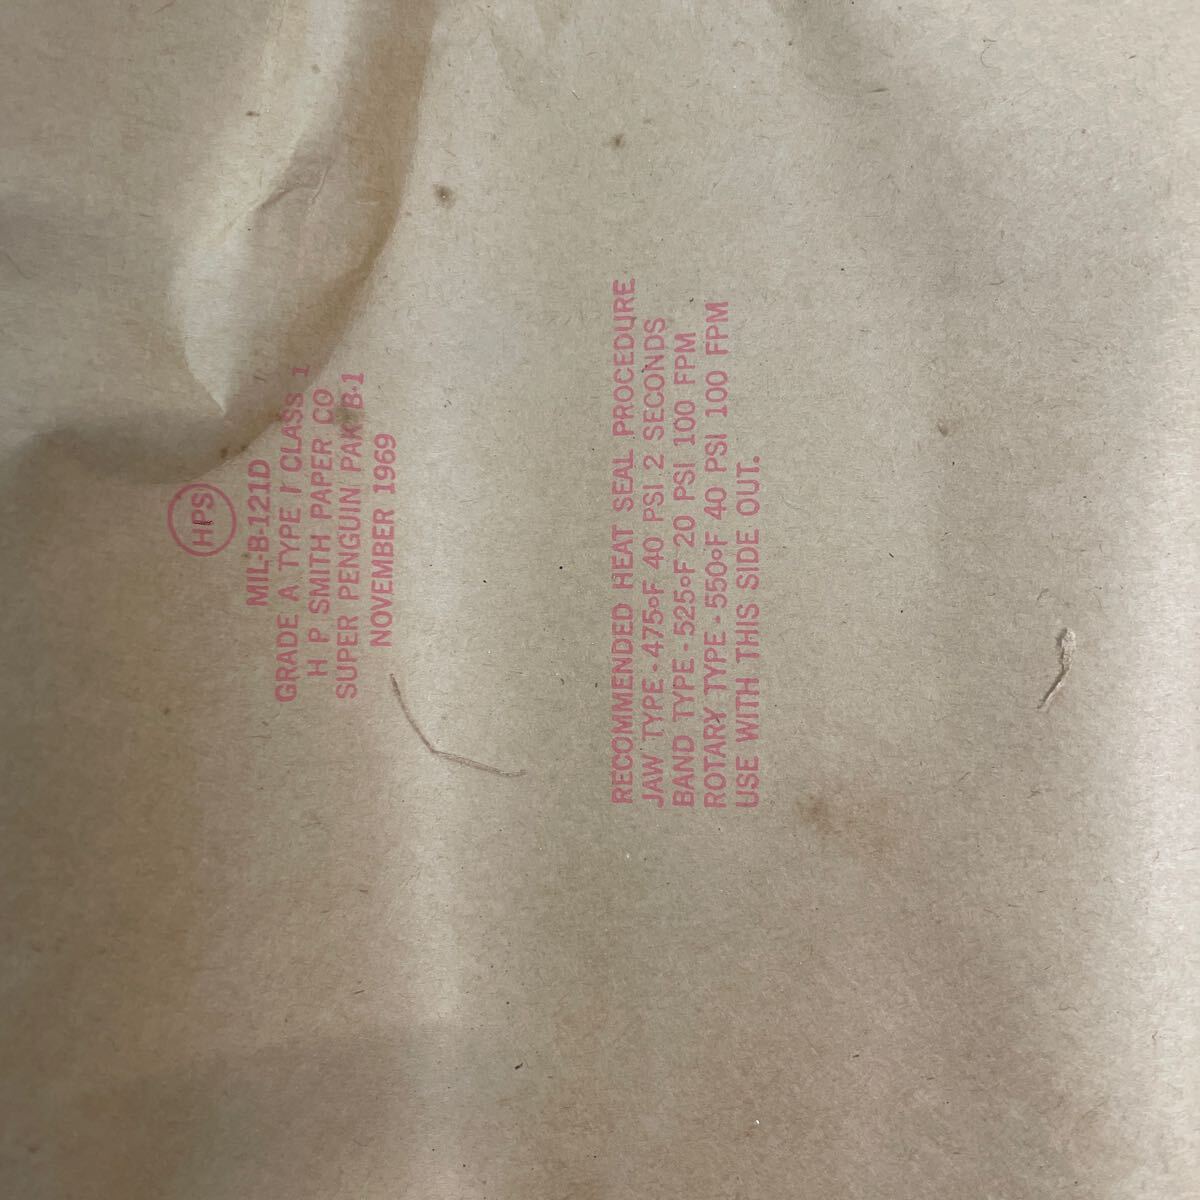 HPS
MIL-B-121D
GRADE A TYPE I CLASS 1
H P SMITH PAPER CO
SUPER PENGUIN PAK B-1
NOVEMBER 1969
RECOMMENDED HEAT SEAL PROCEDURE
JAW TYPE - 475°F 40 PSI 2 SECONDS
BAND TYPE - 525°F 20 PSI 100 FPM
ROTARY TYPE - 550°F 40 PSI 100 FPM
USE WITH THIS SIDE OUT.